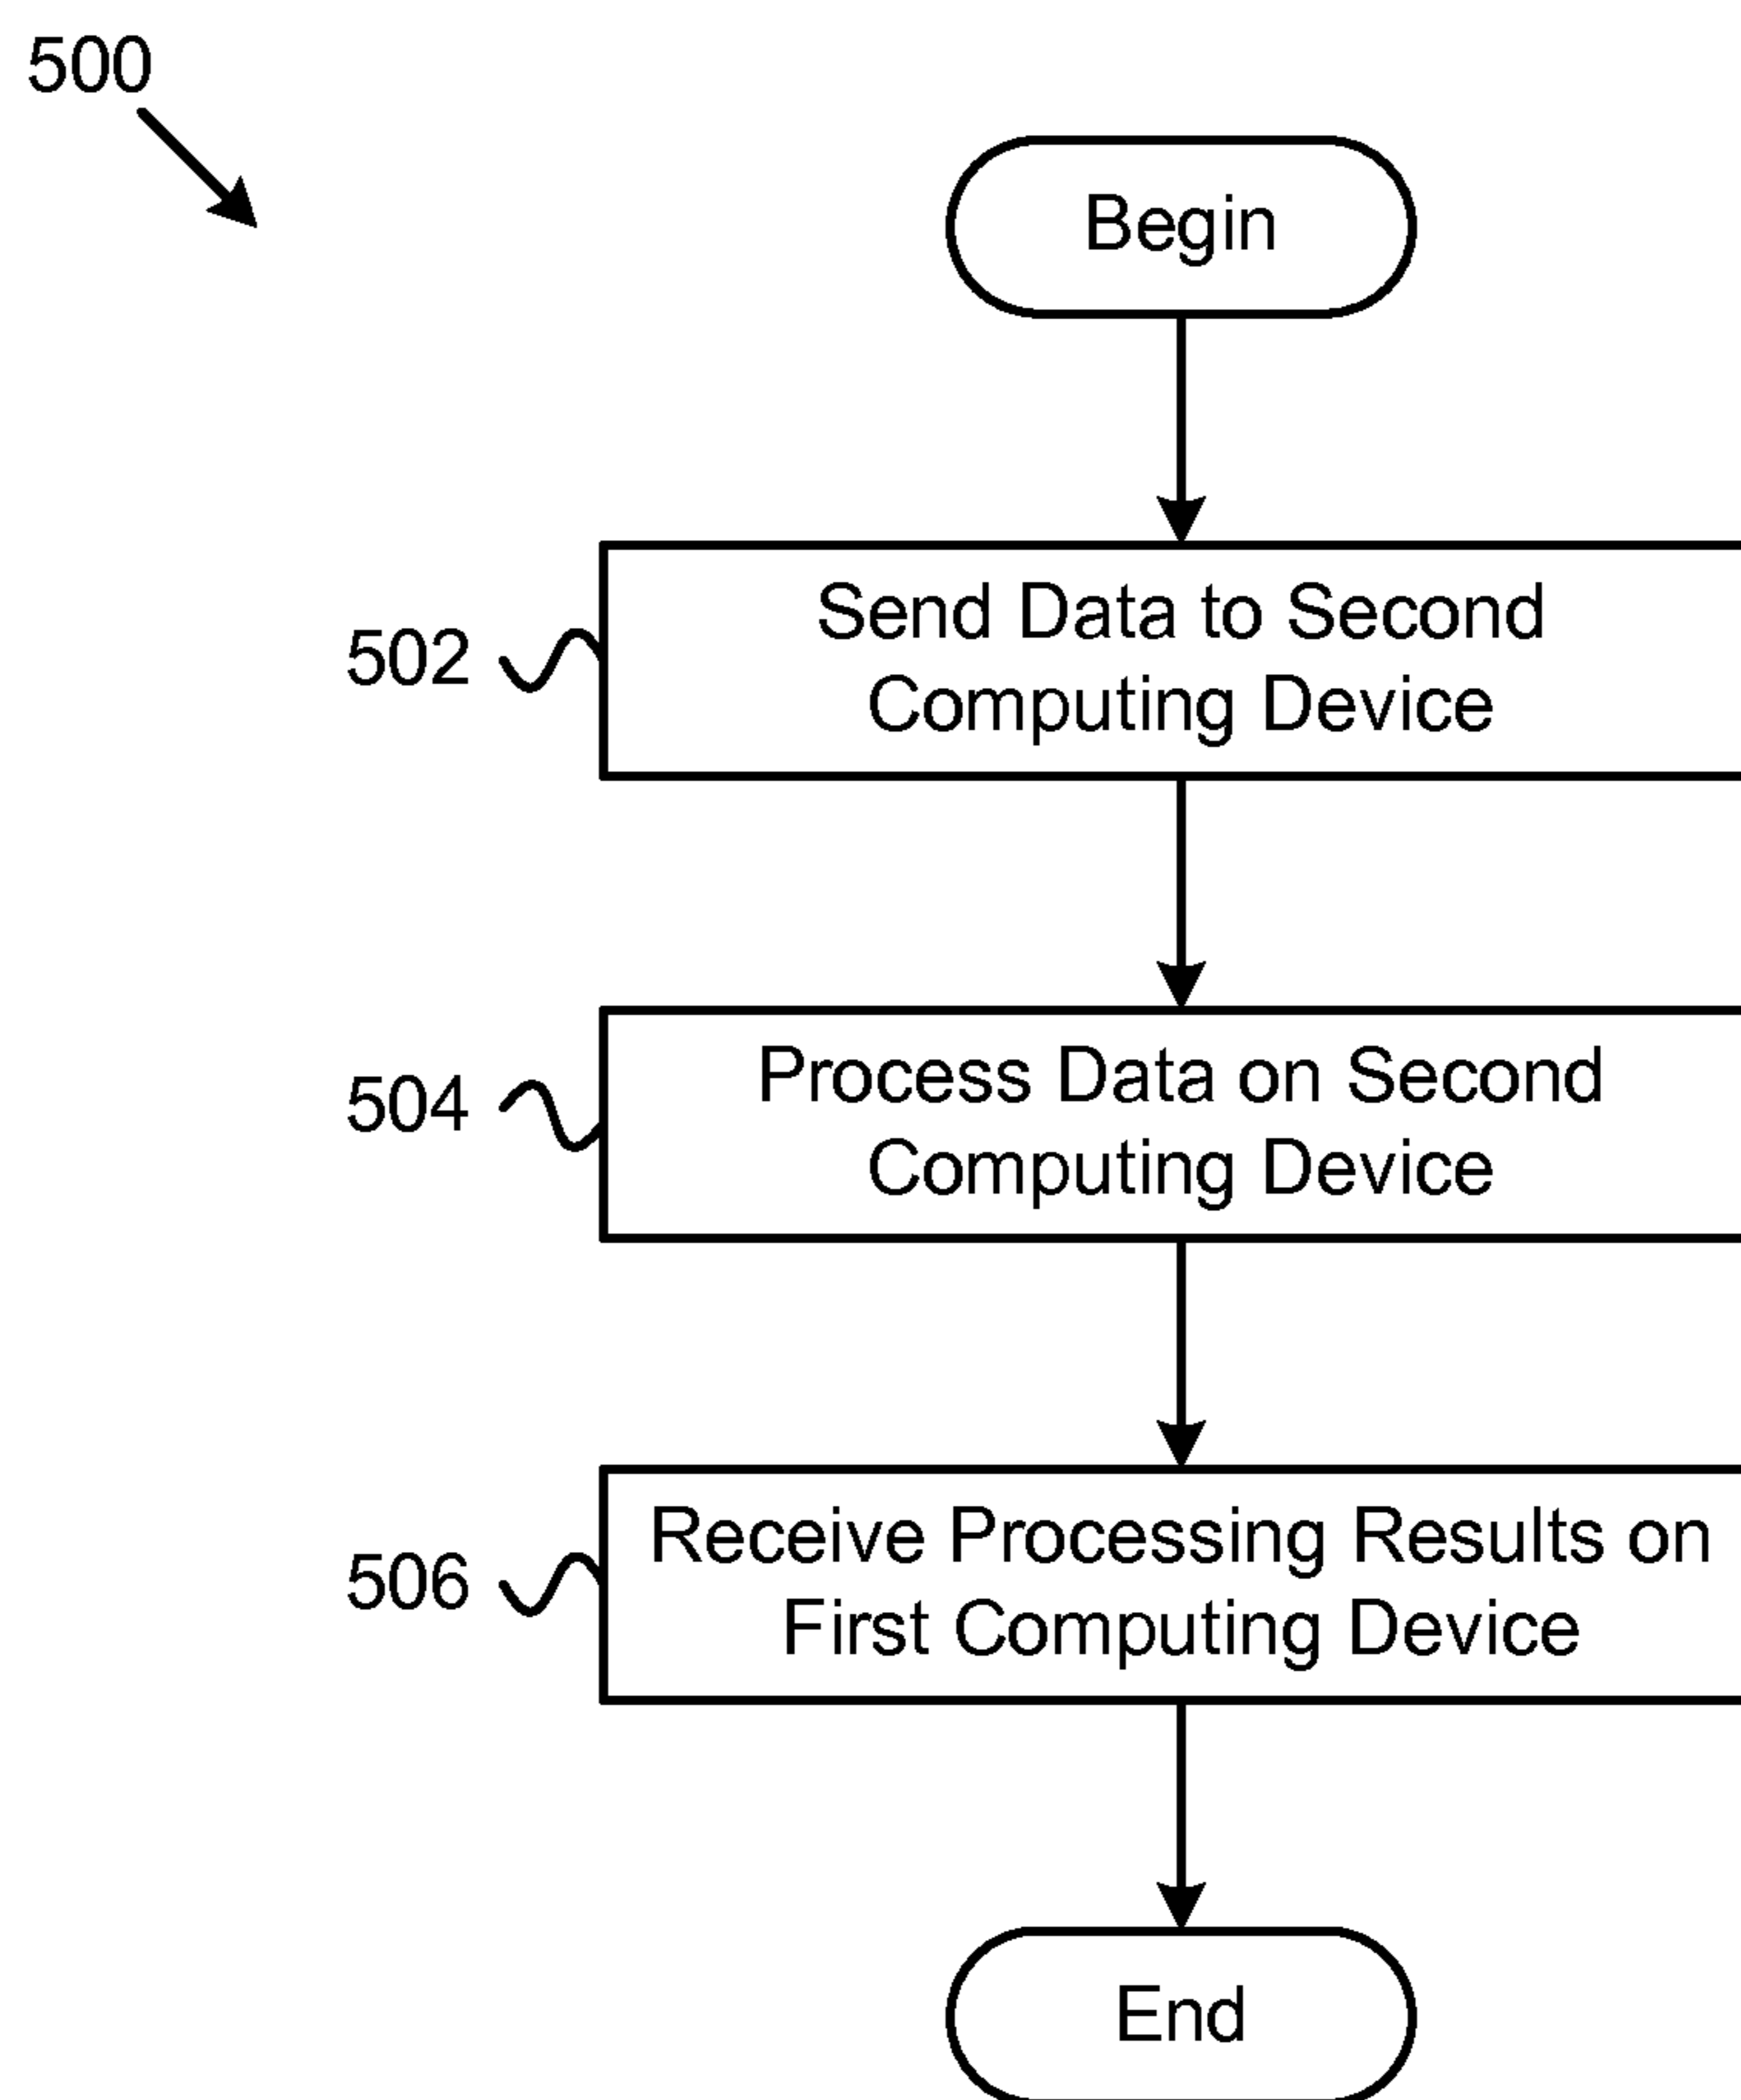 500
Begin
502
Send Data to Second
Computing Device
504
Process Data on Second
Computing Device
506
Receive Processing Results on
First Computing Device
End